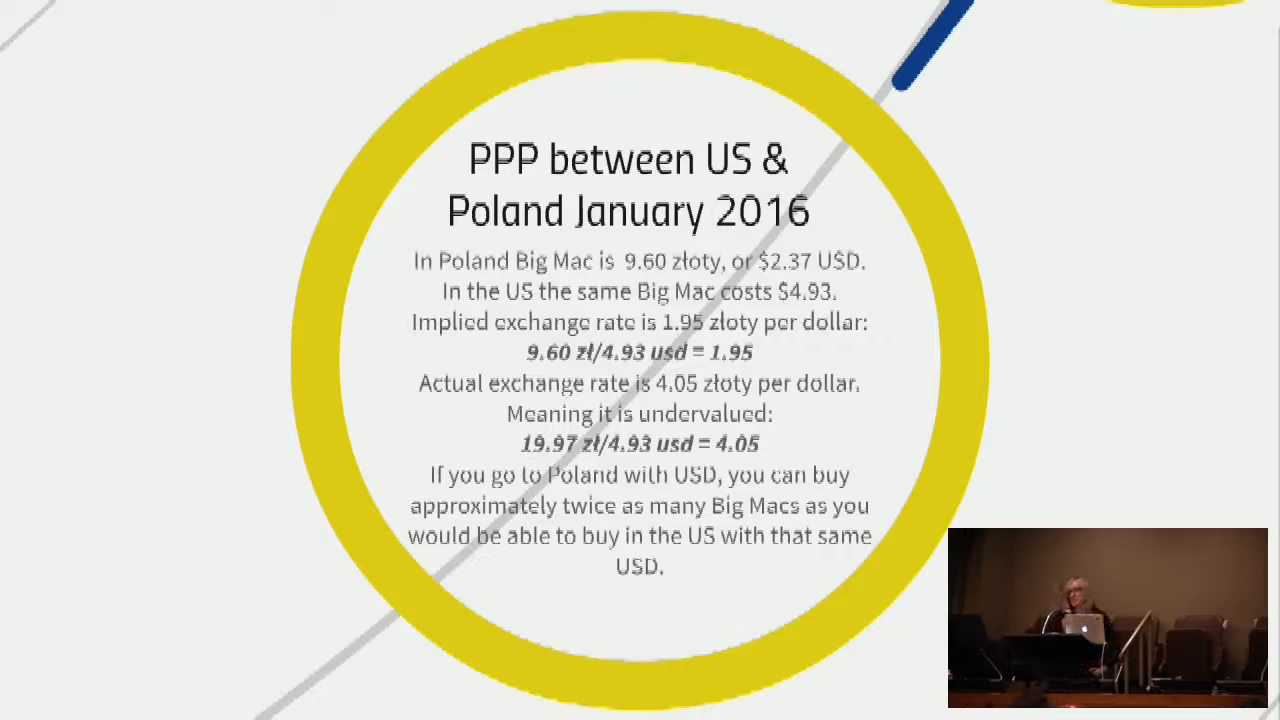 PPP between US &
Poland January 2016
In Poland Big Mac is 9.60 złoty, or $2.37 USD.
In the US the same Big Mac costs $4.93.
Implied exchange rate is 1.95 złoty per dollar:
9.60 zł/4.93 usd = 1.95
Actual exchange rate is 4.05 złoty per dollar.
Meaning it is undervalued:
19.97 zł/4.93 usd = 4.05
If you go to Poland with USD, you can buy
approximately twice as many Big Macs as you
would be able to buy in the US with that same
USD.